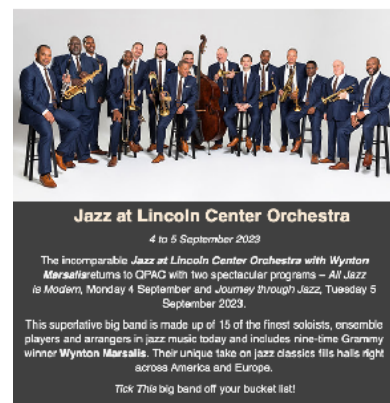 Jazz at Lincoln Center Orchestra
4 to 5 September 2023
The incomparable Jazz at Lincoln Center Orchestra with Wynton
Marsalisreturns to QPAC with two spectacular programs – All Jazz
is Modern, Monday 4 September and Journey through Jazz, Tuesday 5
September 2023.
This superlative big band is made up of 15 of the finest soloists, ensemble
players and arrangers in jazz music today and includes nine-time Grammy
winner Wynton Marsalis. Their unique take on jazz classics fills halls right
across America and Europe.
Tick This big band off your bucket list!